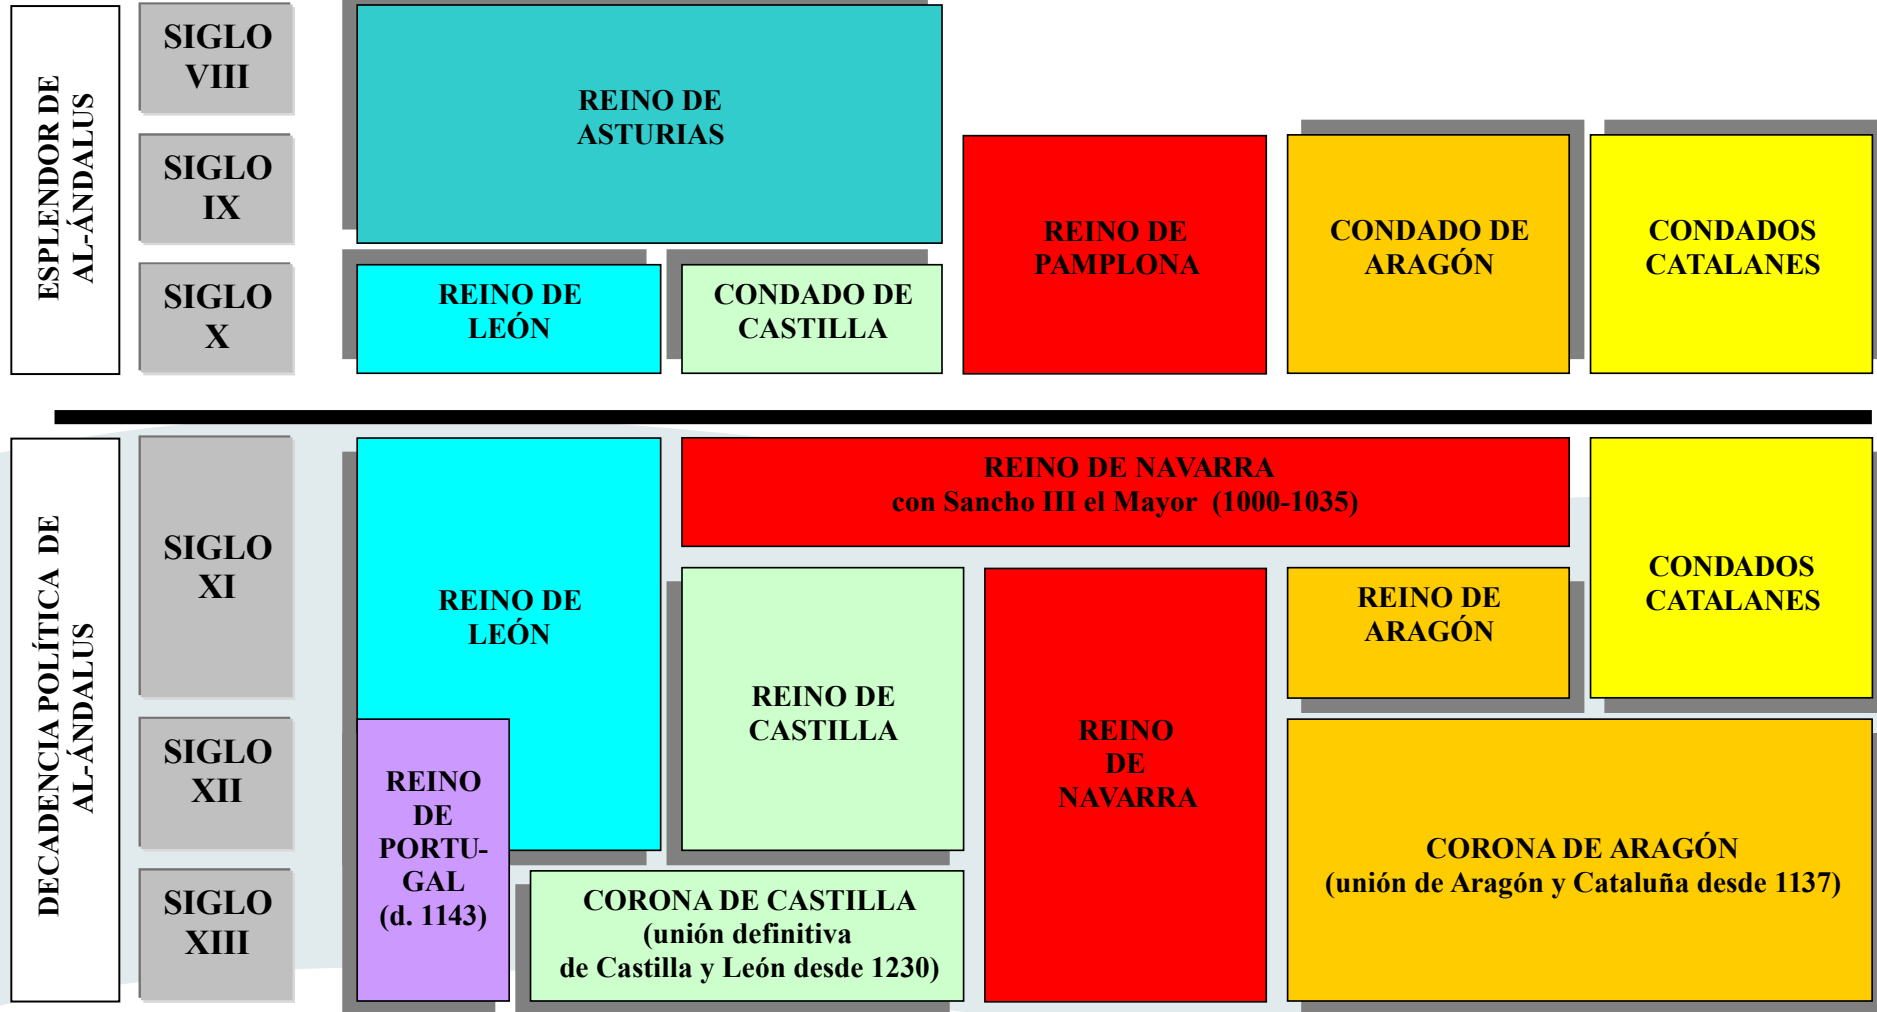 ESPLENDOR DE
AL-ÁNDALUS
SIGLO
VIII
SIGLO
IX
SIGLO
X
REINO DE
ASTURIAS
REINO DE
LEÓN
CONDADO DE
CASTILLA
REINO DE
PAMPLONA
CONDADO DE
ARAGÓN
CONDADOS
CATALANES
DECADENCIA POLÍTICA DE
AL-ÁNDALUS
SIGLO
XI
SIGLO
XII
SIGLO
XIII
REINO DE
LEÓN
REINO DE NAVARRA
con Sancho III el Mayor (1000-1035)
CONDADOS
CATALANES
REINO DE
CASTILLA
REINO
DE
NAVARRA
REINO DE
ARAGÓN
REINO
DE
PORTU-
GAL
(d. 1143)
CORONA DE CASTILLA
(unión definitiva
de Castilla y León desde 1230)
CORONA DE ARAGÓN
(unión de Aragón y Cataluña desde 1137)